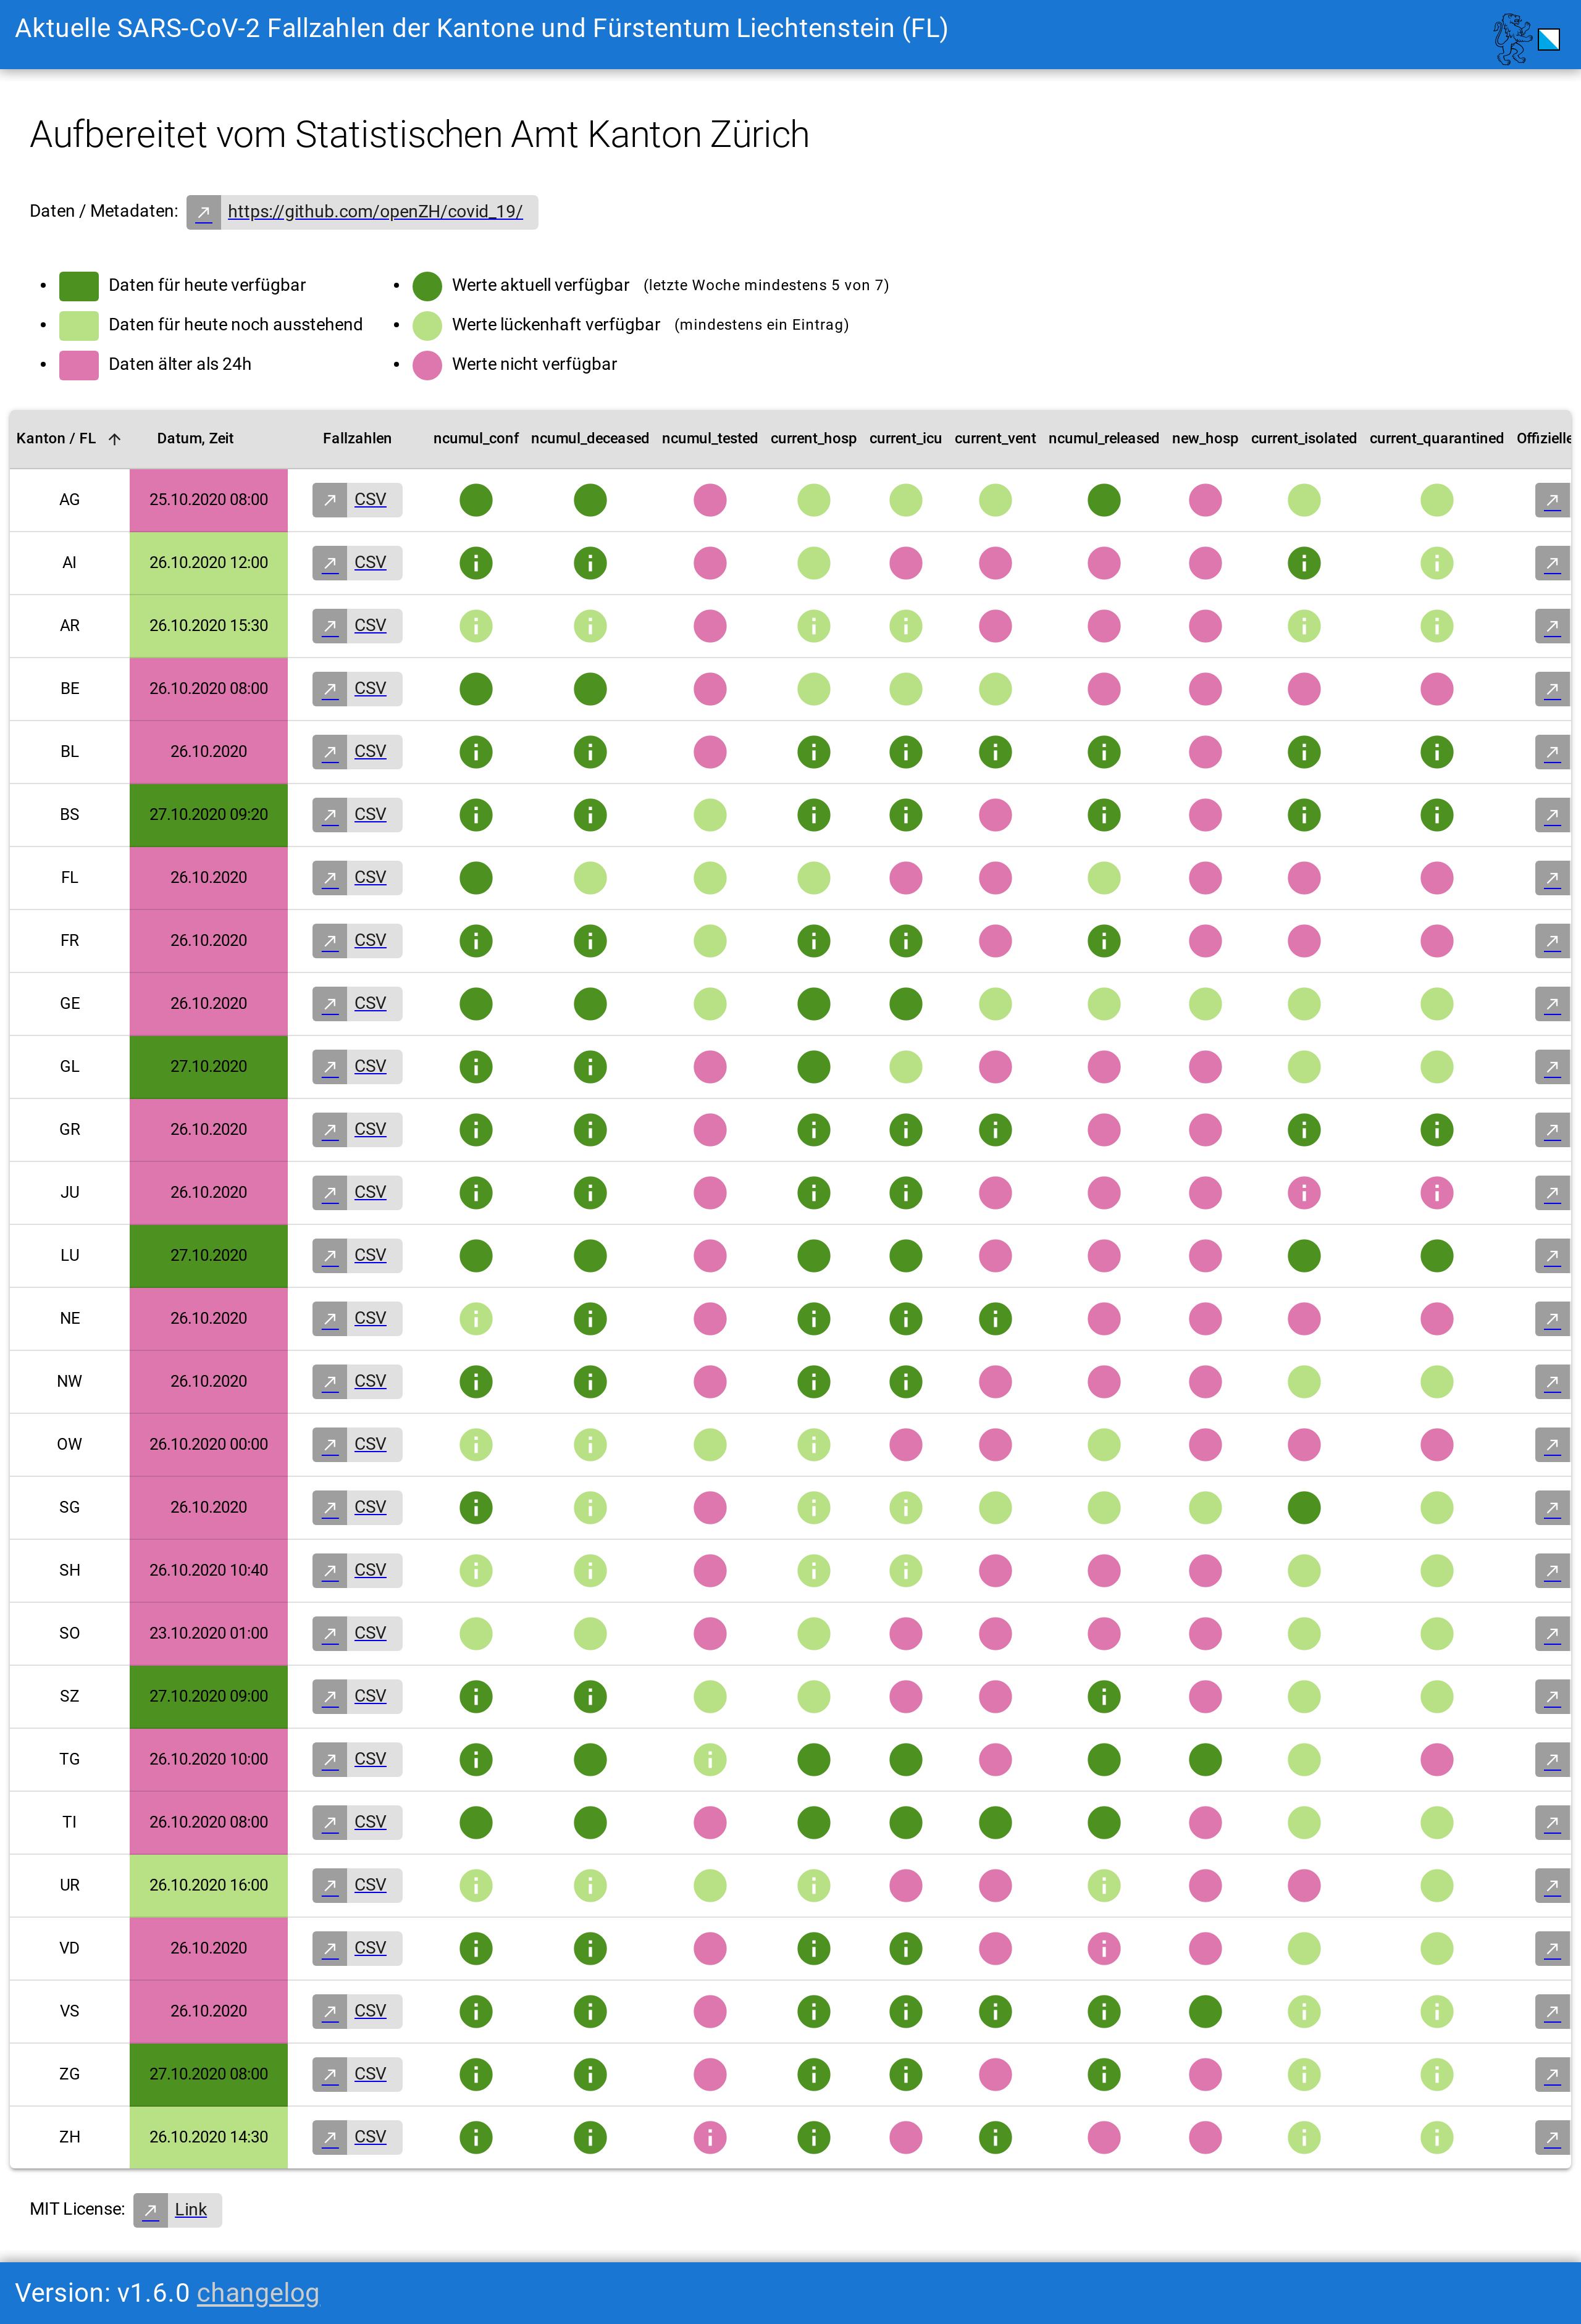 Aktuelle SARS-CoV-2 Fallzahlen der Kantone und Fürstentum Liechtenstein (FL)
Aufbereitet vom Statistischen Amt Kanton Zürich
Daten / Metadaten: https://github.com/openZH/covid_19/
Daten für heute verfügbar
Daten für heute noch ausstehend
Daten älter als 24h
Werte aktuell verfügbar (letzte Woche mindestens 5 von 7)
Werte lückenhaft verfügbar (mindestens ein Eintrag)
Werte nicht verfügbar
Kanton / FL Datum, Zeit Fallzahlen ncumul_conf ncumul_deceased ncumul_tested current_hosp current_icu current_vent ncumul_released new_hosp current_isolated current_quarantined Offizielle
AG 25.10.2020 08:00 CSV
AI 26.10.2020 12:00 CSV
AR 26.10.2020 15:30 CSV
BE 26.10.2020 08:00 CSV
BL 26.10.2020 CSV
BS 27.10.2020 09:20 CSV
FL 26.10.2020 CSV
FR 26.10.2020 CSV
GE 26.10.2020 CSV
GL 27.10.2020 CSV
GR 26.10.2020 CSV
JU 26.10.2020 CSV
LU 27.10.2020 CSV
NE 26.10.2020 CSV
NW 26.10.2020 CSV
OW 26.10.2020 00:00 CSV
SG 26.10.2020 CSV
SH 26.10.2020 10:40 CSV
SO 23.10.2020 01:00 CSV
SZ 27.10.2020 09:00 CSV
TG 26.10.2020 10:00 CSV
TI 26.10.2020 08:00 CSV
UR 26.10.2020 16:00 CSV
VD 26.10.2020 CSV
VS 26.10.2020 CSV
ZG 27.10.2020 08:00 CSV
ZH 26.10.2020 14:30 CSV
MIT License: Link
Version: v1.6.0 changelog